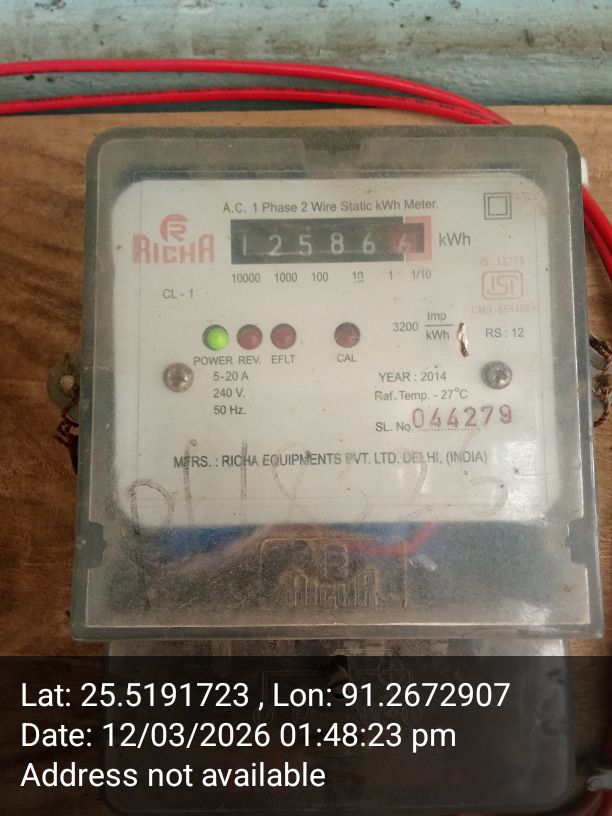 A.C. 1 Phase 2 Wire Static kWh Meter.
R
RICHA
1 2 5 8 6 kWh
10000 1000 100 10 1 1/10
IS: 13779
ISI
CL - 1
3200 Imp/kWh
RS : 12
POWER REV. EFLT CAL
5-20 A
240 V.
50 Hz.
YEAR : 2014
Raf. Temp. - 27°C
SL. No. 044279
MFRS. : RICHA EQUIPMENTS PVT. LTD. DELHI, (INDIA)
R
RICHA
Lat: 25.5191723 , Lon: 91.2672907
Date: 12/03/2026 01:48:23 pm
Address not available